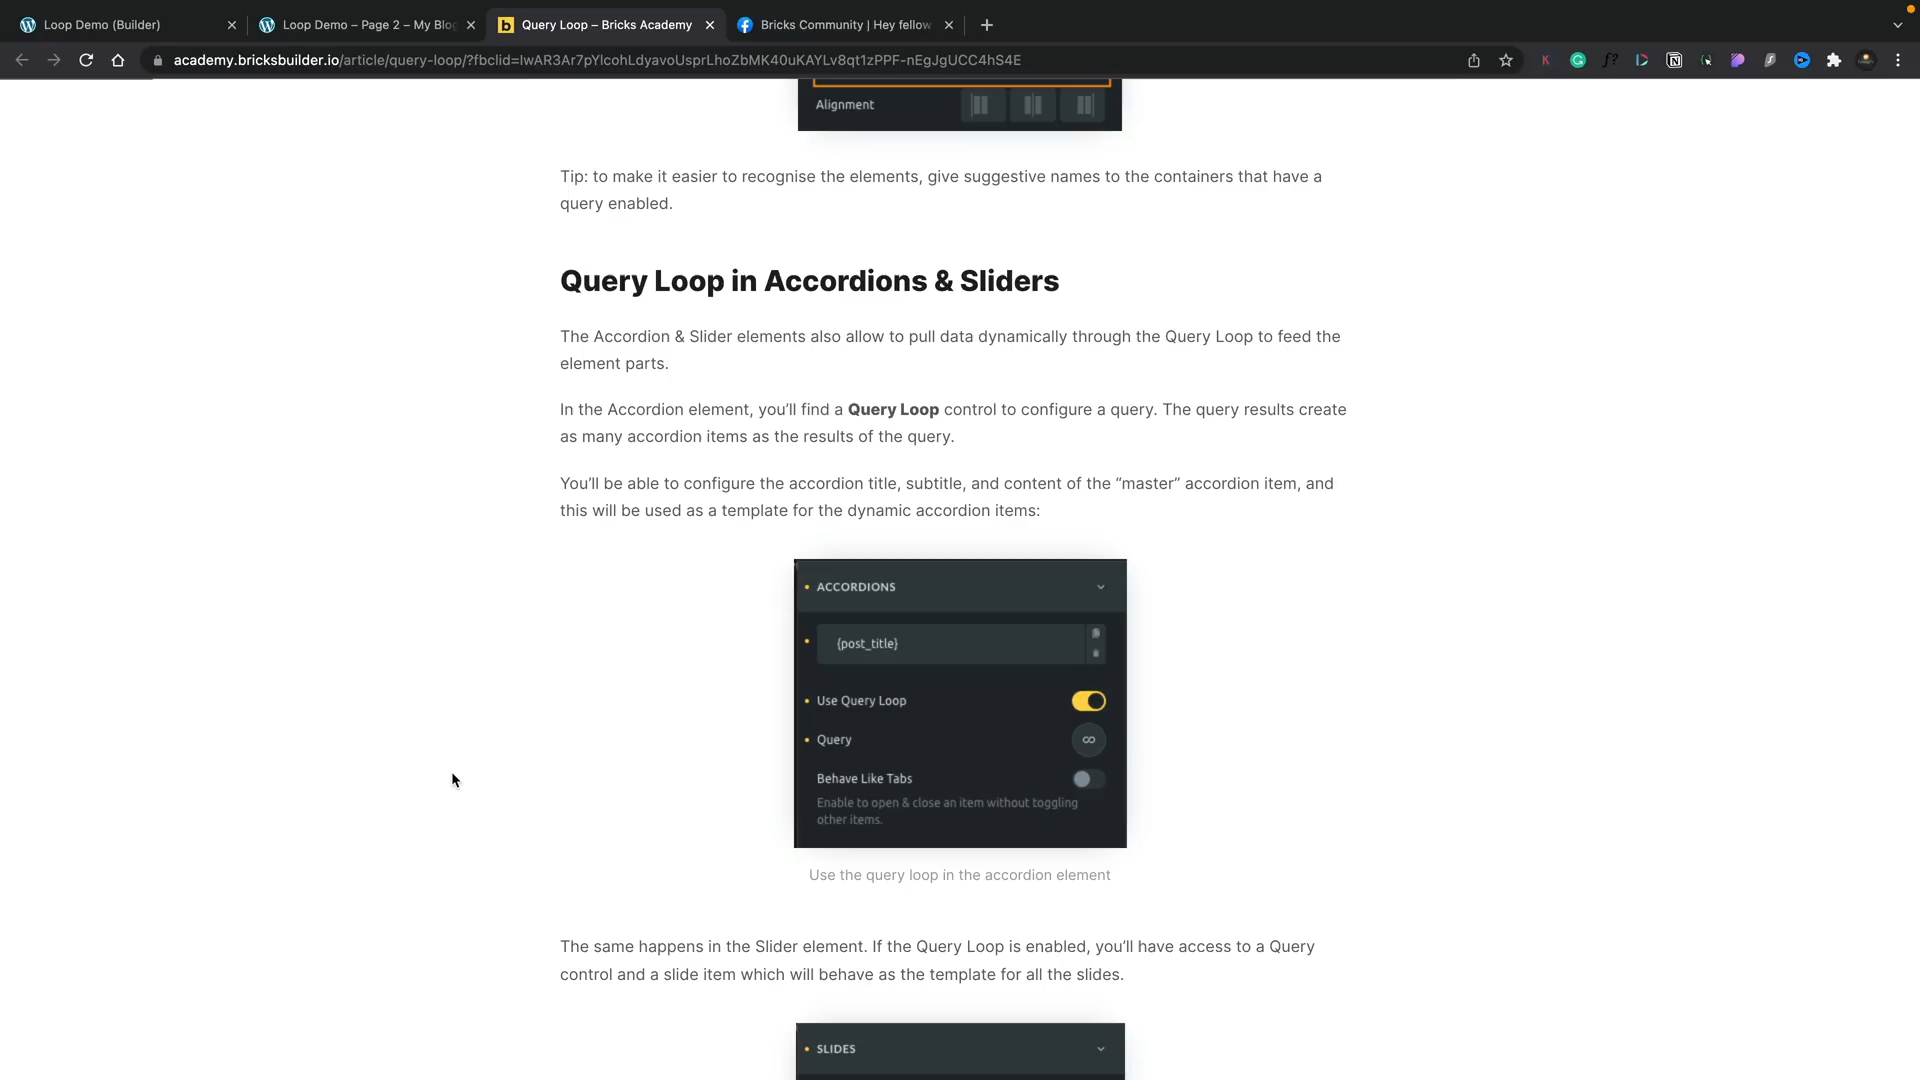 Loop Demo (Builder)
Loop Demo – Page 2 – My Blog
Query Loop – Bricks Academy
Bricks Community | Hey fellow
academy.bricksbuilder.io/article/query-loop/?fbclid=IwAR3Ar7pYlcohLdyavoUsprLhoZbMK40uKAYLv8qt1zPPF-nEgJgUCC4hS4E
Alignment
Tip: to make it easier to recognise the elements, give suggestive names to the containers that have a
query enabled.
Query Loop in Accordions & Sliders
The Accordion & Slider elements also allow to pull data dynamically through the Query Loop to feed the
element parts.
In the Accordion element, you’ll find a Query Loop control to configure a query. The query results create
as many accordion items as the results of the query.
You’ll be able to configure the accordion title, subtitle, and content of the “master” accordion item, and
this will be used as a template for the dynamic accordion items:
ACCORDIONS
{post_title}
Use Query Loop
Query
Behave Like Tabs
Enable to open & close an item without toggling
other items.
Use the query loop in the accordion element
The same happens in the Slider element. If the Query Loop is enabled, you’ll have access to a Query
control and a slide item which will behave as the template for all the slides.
SLIDES